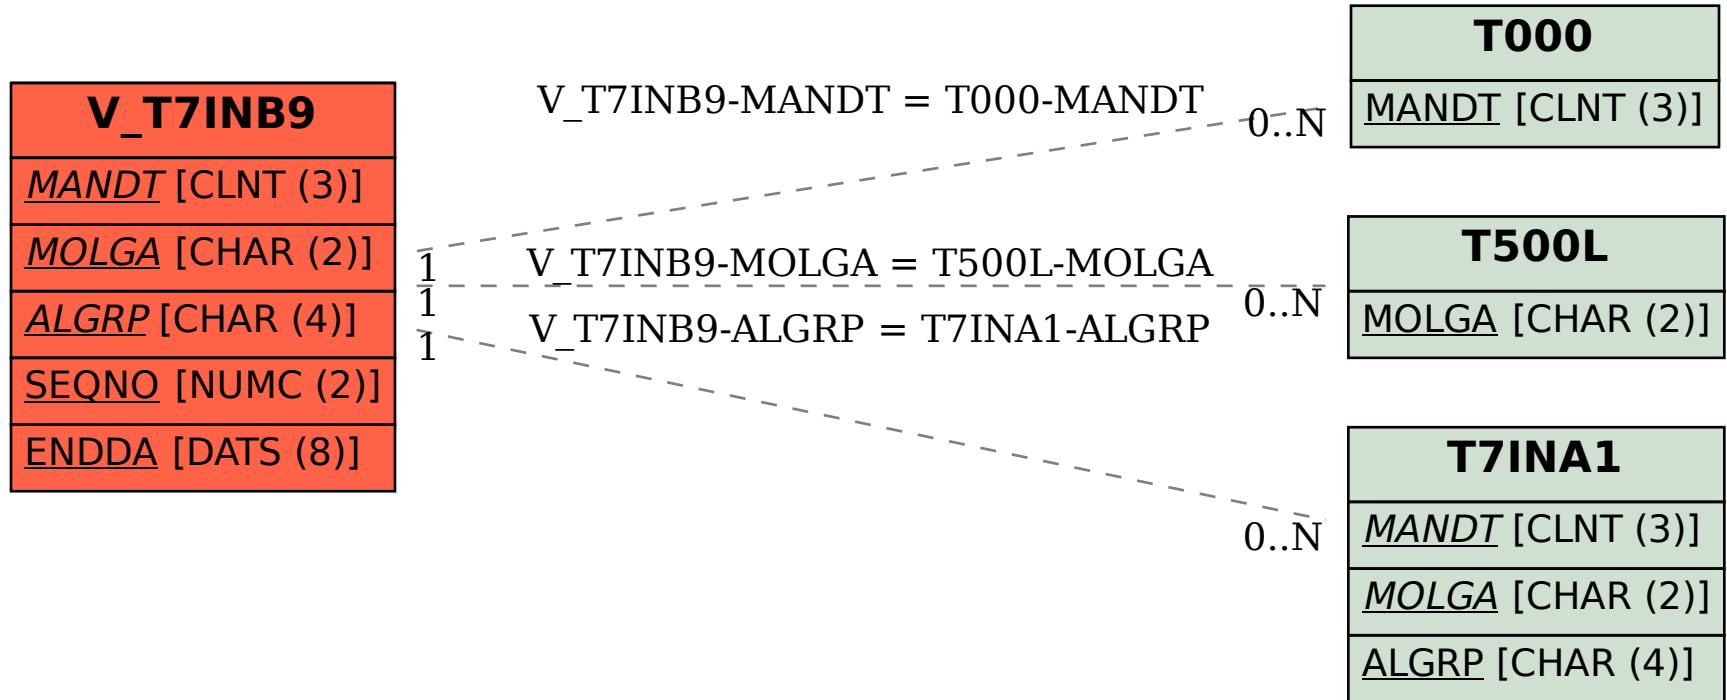 V_T7INB9
MANDT [CLNT (3)]
MOLGA [CHAR (2)]
ALGRP [CHAR (4)]
SEQNO [NUMC (2)]
ENDDA [DATS (8)]
V_T7INB9-MANDT = T000-MANDT
0..N
1
V_T7INB9-MOLGA = T500L-MOLGA
1
0..N
V_T7INB9-ALGRP = T7INA1-ALGRP
1
0..N
T000
MANDT [CLNT (3)]
T500L
MOLGA [CHAR (2)]
T7INA1
MANDT [CLNT (3)]
MOLGA [CHAR (2)]
ALGRP [CHAR (4)]